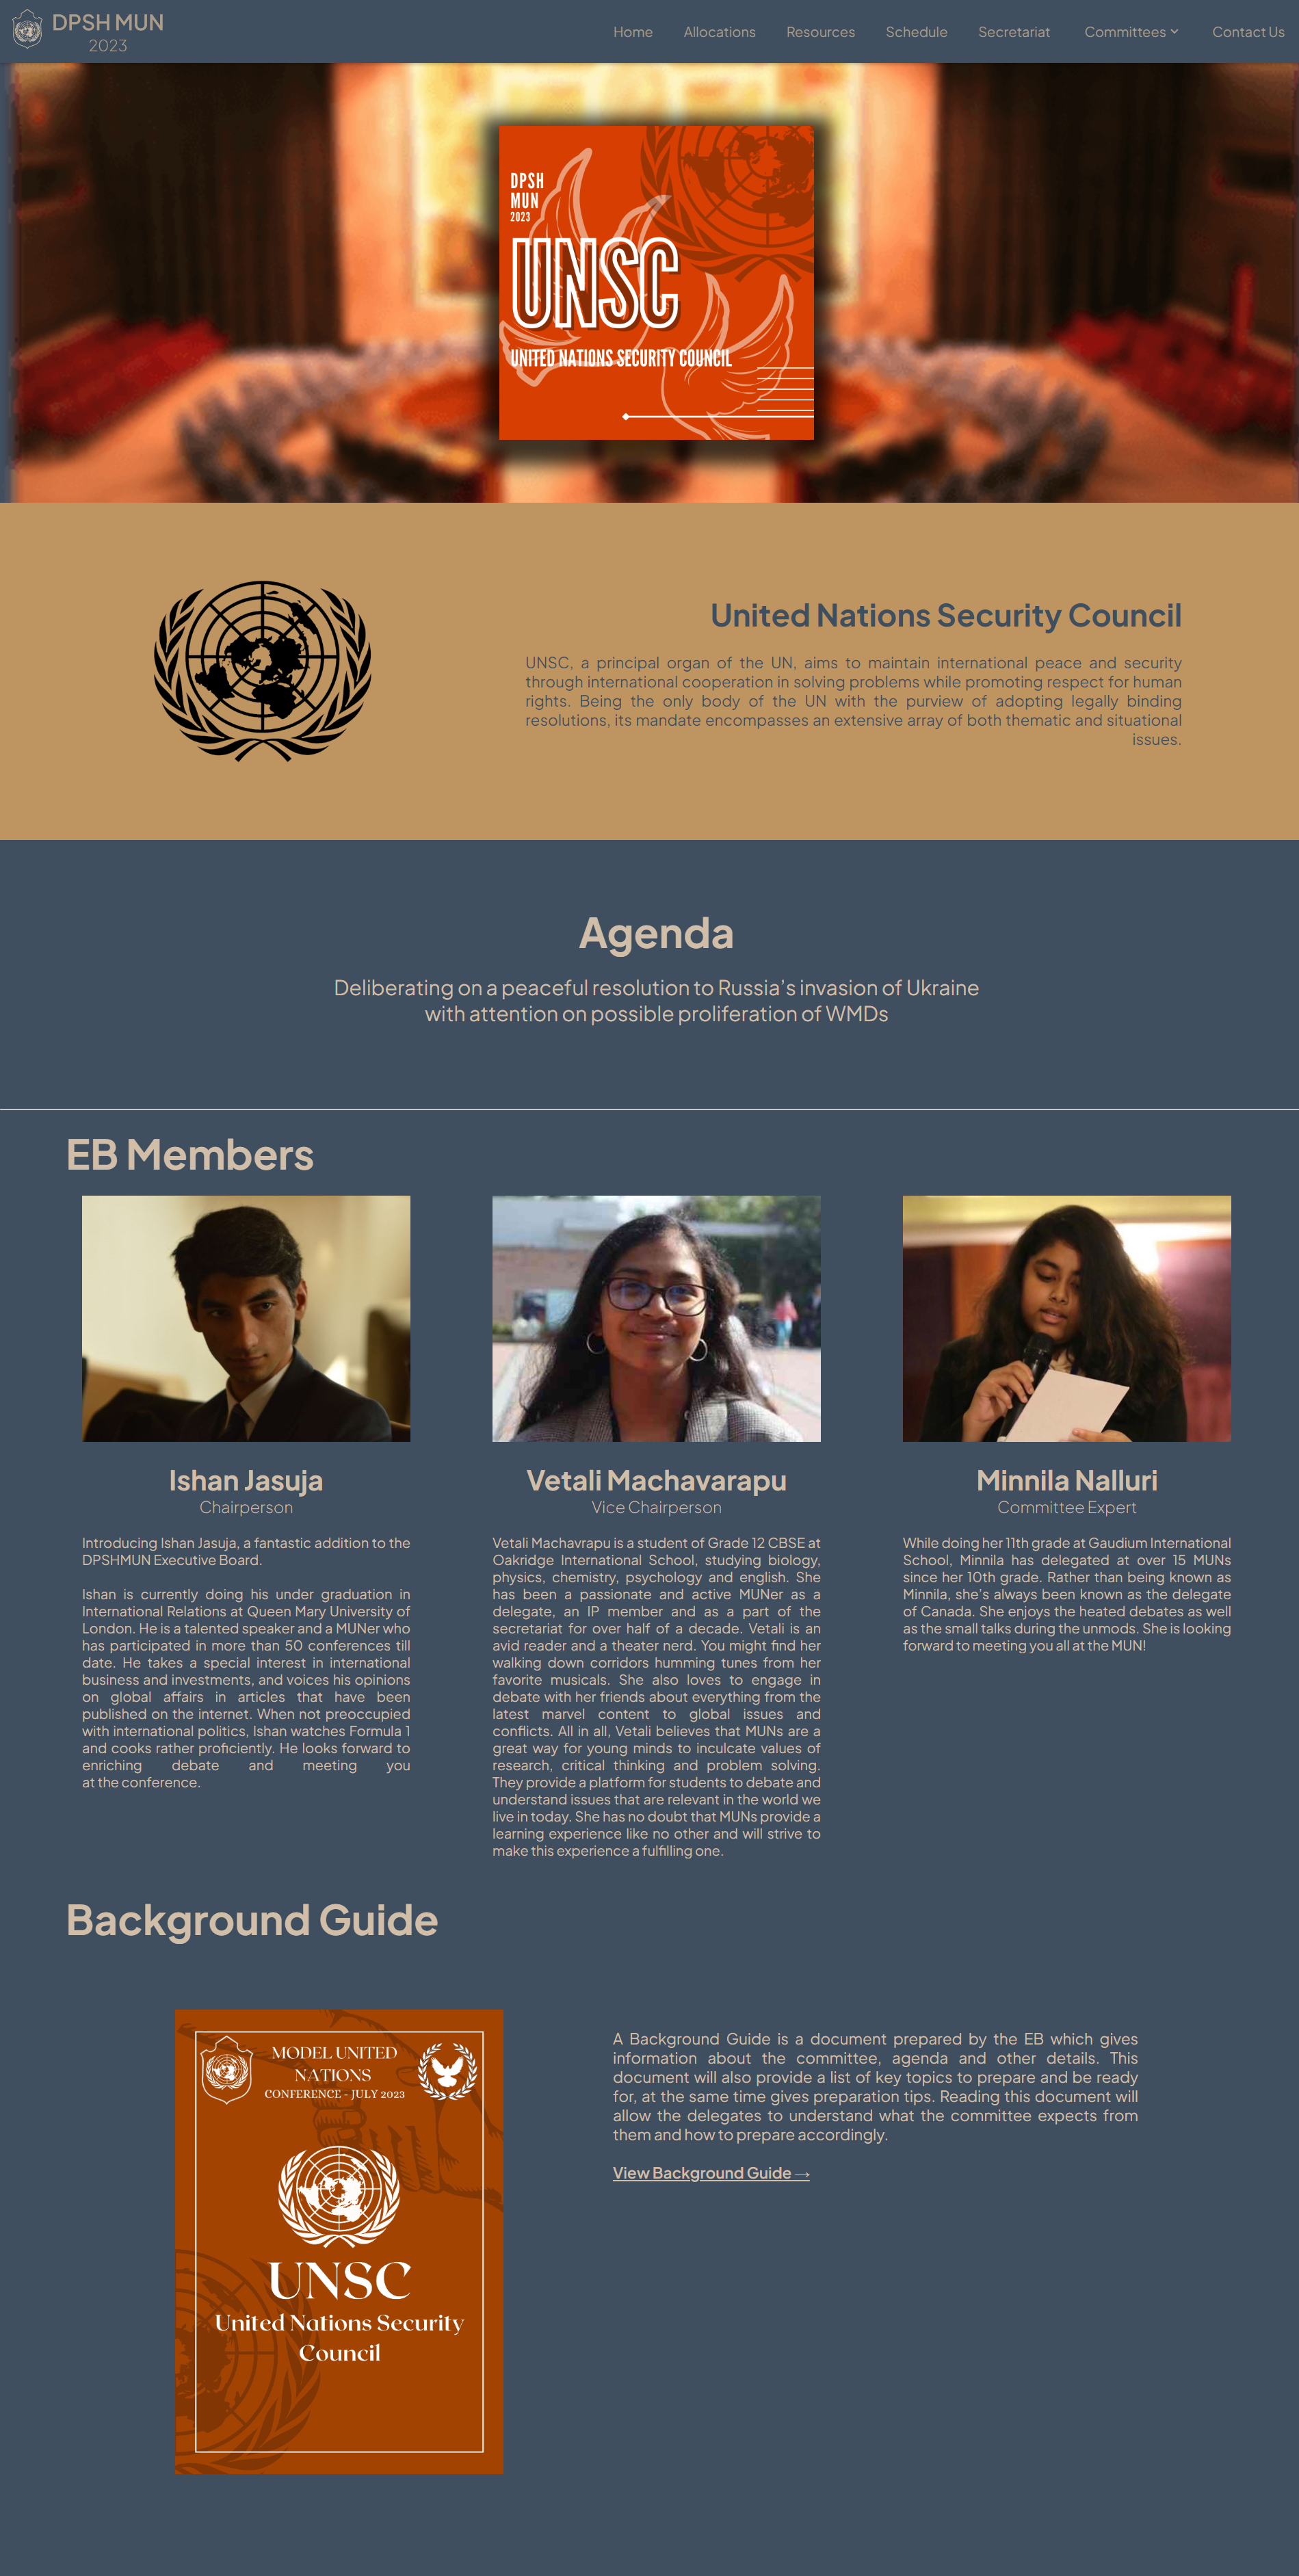 DPSH MUN
2023
Home Allocations Resources Schedule Secretariat Committees Contact Us
DPSH
MUN
2023
UNSC
UNITED NATIONS SECURITY COUNCIL
United Nations Security Council
UNSC, a principal organ of the UN, aims to maintain international peace and security
through international cooperation in solving problems while promoting respect for human
rights. Being the only body of the UN with the purview of adopting legally binding
resolutions, its mandate encompasses an extensive array of both thematic and situational
issues.
Agenda
Deliberating on a peaceful resolution to Russia's invasion of Ukraine
with attention on possible proliferation of WMDs
EB Members
Ishan Jasuja
Chairperson
Introducing Ishan Jasuja, a fantastic addition to the
DPSHMUN Executive Board.
Ishan is currently doing his under graduation in
International Relations at Queen Mary University of
London. He is a talented speaker and a MUNer who
has participated in more than 50 conferences till
date. He takes a special interest in international
business and investments, and voices his opinions
on global affairs in articles that have been
published on the internet. When not preoccupied
with international politics, Ishan watches Formula 1
and cooks rather proficiently. He looks forward to
enriching debate and meeting you
at the conference.
Vetali Machavarapu
Vice Chairperson
Vetali Machavrapu is a student of Grade 12 CBSE at
Oakridge International School, studying biology,
physics, chemistry, psychology and english. She
has been a passionate and active MUNer as a
delegate, an IP member and as a part of the
secretariat for over half of a decade. Vetali is an
avid reader and a theater nerd. You might find her
walking down corridors humming tunes from her
favorite musicals. She also loves to engage in
debate with her friends about everything from the
latest marvel content to global issues and
conflicts. All in all, Vetali believes that MUNs are a
great way for young minds to inculcate values of
research, critical thinking and problem solving.
They provide a platform for students to debate and
understand issues that are relevant in the world we
live in today. She has no doubt that MUNs provide a
learning experience like no other and will strive to
make this experience a fulfilling one.
Minnila Nalluri
Committee Expert
While doing her 11th grade at Gaudium International
School, Minnila has delegated at over 15 MUNs
since her 10th grade. Rather than being known as
Minnila, she's always been known as the delegate
of Canada. She enjoys the heated debates as well
as the small talks during the unmods. She is looking
forward to meeting you all at the MUN!
Background Guide
MODEL UNITED
NATIONS
CONFERENCE - JULY 2023
UNSC
United Nations Security
Council
A Background Guide is a document prepared by the EB which gives
information about the committee, agenda and other details. This
document will also provide a list of key topics to prepare and be ready
for, at the same time gives preparation tips. Reading this document will
allow the delegates to understand what the committee expects from
them and how to prepare accordingly.
View Background Guide →